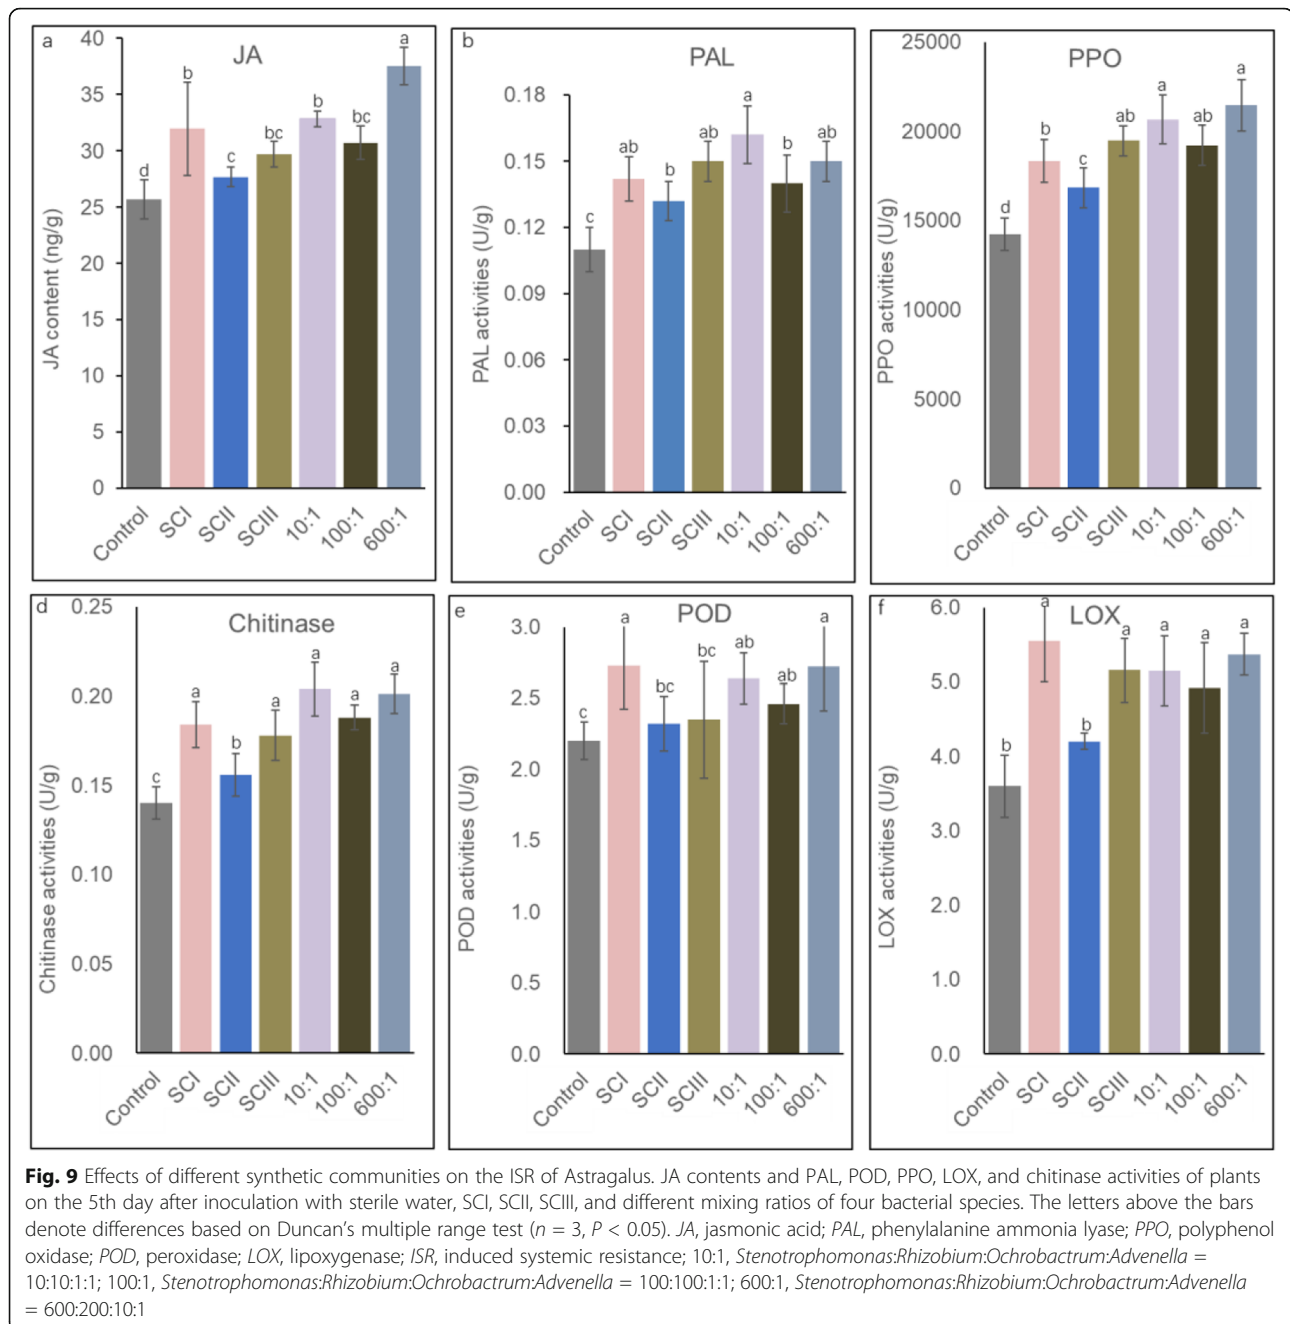 a
JA
JA content (ng/g)
40
35
30
25
20
15
10
5
0
d
b
c
bc
b
bc
a
Control
SCI
SCII
SCIII
10:1
100:1
600:1
b
PAL
PAL activities (U/g)
0.18
0.15
0.12
0.09
0.06
0.03
0.00
c
ab
b
ab
a
b
ab
Control
SCI
SCII
SCIII
10:1
100:1
600:1
PPO
PPO activities (U/g)
25000
20000
15000
10000
5000
0
d
b
c
ab
a
ab
a
Control
SCI
SCII
SCIII
10:1
100:1
600:1
d
Chitinase
Chitinase activities (U/g)
0.25
0.20
0.15
0.10
0.05
0.00
c
a
b
a
a
a
a
Control
SCI
SCII
SCIII
10:1
100:1
600:1
e
POD
POD activities (U/g)
3.0
2.5
2.0
1.5
1.0
0.5
0.0
c
a
bc
bc
ab
ab
a
Control
SCI
SCII
SCIII
10:1
100:1
600:1
f
LOX
LOX activities (U/g)
6.0
5.0
4.0
3.0
2.0
1.0
0.0
b
a
b
a
a
a
a
Control
SCI
SCII
SCIII
10:1
100:1
600:1
Fig. 9 Effects of different synthetic communities on the ISR of Astragalus. JA contents and PAL, POD, PPO, LOX, and chitinase activities of plants
on the 5th day after inoculation with sterile water, SCI, SCII, SCIII, and different mixing ratios of four bacterial species. The letters above the bars
denote differences based on Duncan's multiple range test (n = 3, P < 0.05). JA, jasmonic acid; PAL, phenylalanine ammonia lyase; PPO, polyphenol
oxidase; POD, peroxidase; LOX, lipoxygenase; ISR, induced systemic resistance; 10:1, Stenotrophomonas:Rhizobium:Ochrobactrum:Advenella =
10:10:1:1; 100:1, Stenotrophomonas:Rhizobium:Ochrobactrum:Advenella = 100:100:1:1; 600:1, Stenotrophomonas:Rhizobium:Ochrobactrum:Advenella
= 600:200:10:1